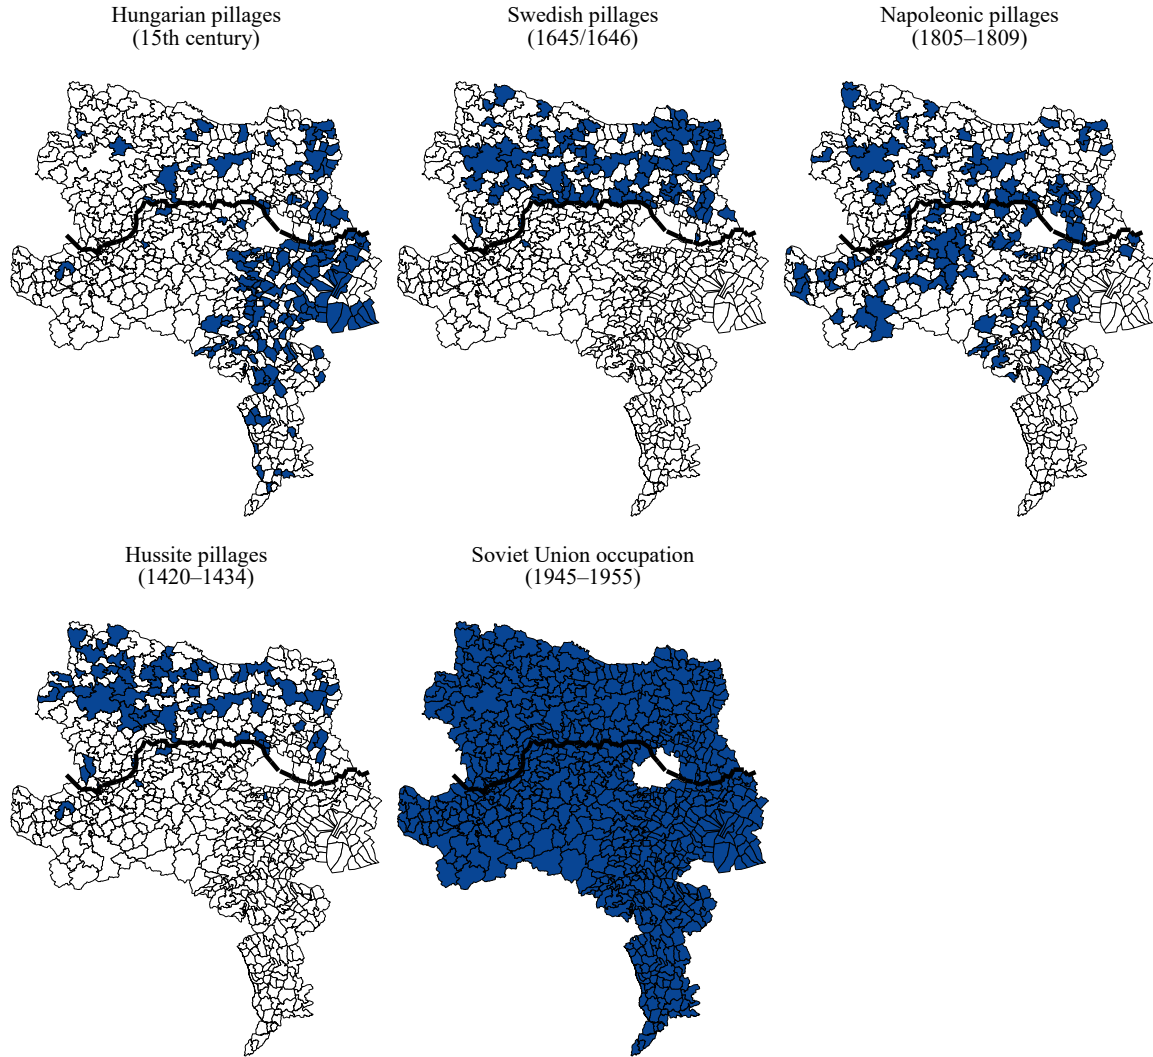 Hungarian pillages
(15th century)
Swedish pillages
(1645/1646)
Napoleonic pillages
(1805–1809)
Hussite pillages
(1420–1434)
Soviet Union occupation
(1945–1955)